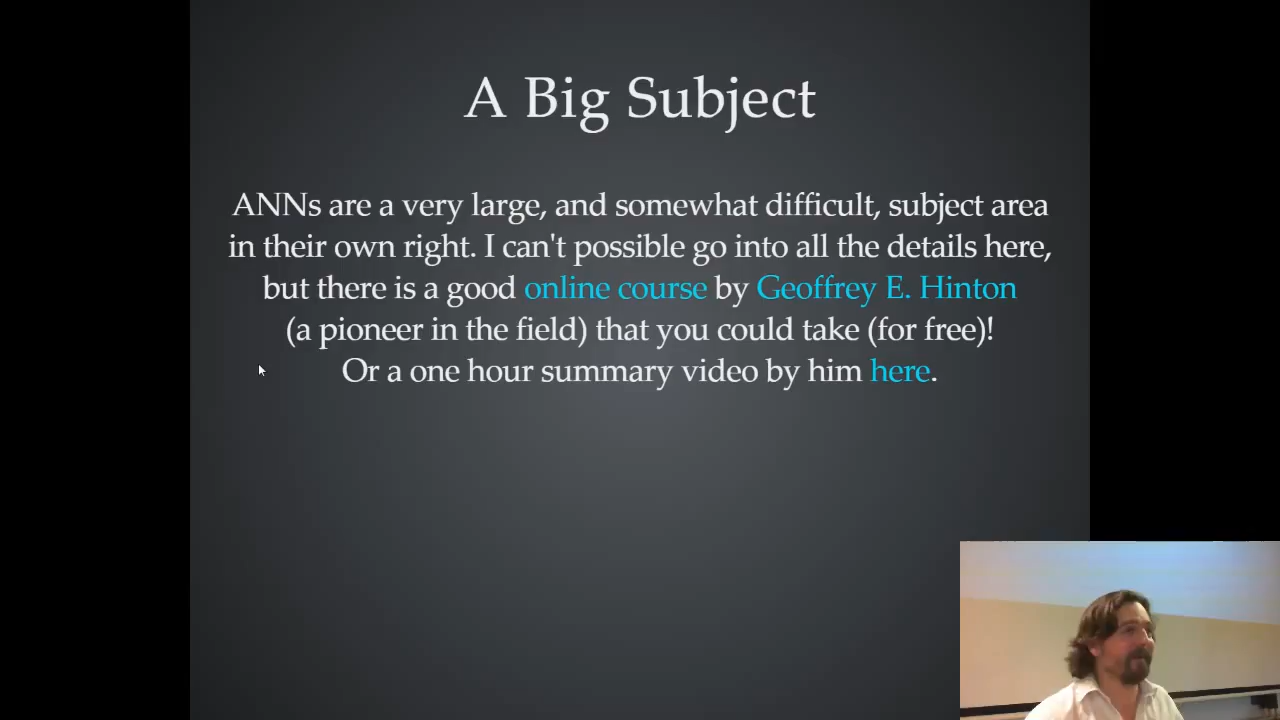 A Big Subject
ANNs are a very large, and somewhat difficult, subject area
in their own right. I can't possible go into all the details here,
but there is a good online course by Geoffrey E. Hinton
(a pioneer in the field) that you could take (for free)!
Or a one hour summary video by him here.